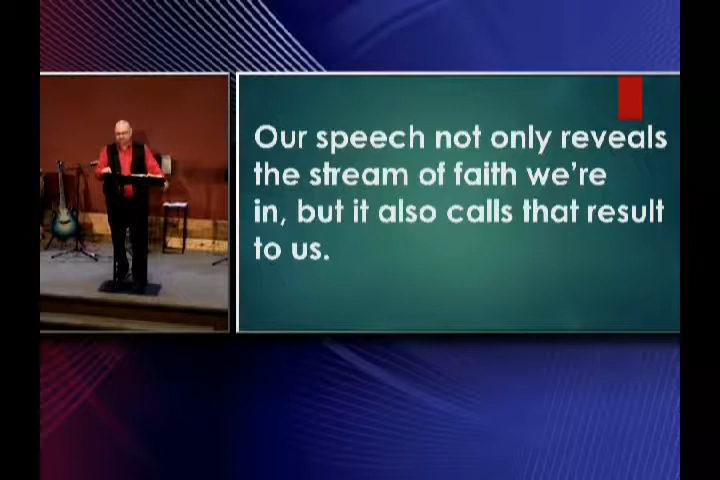 Our speech not only reveals
the stream of faith we're
in, but it also calls that result
to us.